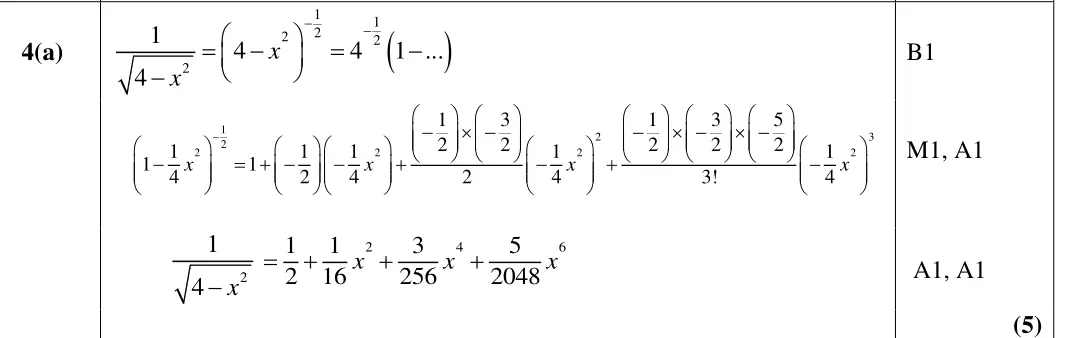 4(a) 1/√(4 − x²) = (4 − x²)^(−1/2) = 4^(−1/2) (1 − ...) B1
(1 − 1/4 x²)^(−1/2) = 1 + (−1/2)(−1/4 x²) + ((−1/2) × (−3/2))/2 (−1/4 x²)² + ((−1/2) × (−3/2) × (−5/2))/3! (−1/4 x²)³ M1, A1
1/√(4 − x²) = 1/2 + 1/16 x² + 3/256 x⁴ + 5/2048 x⁶ A1, A1
(5)